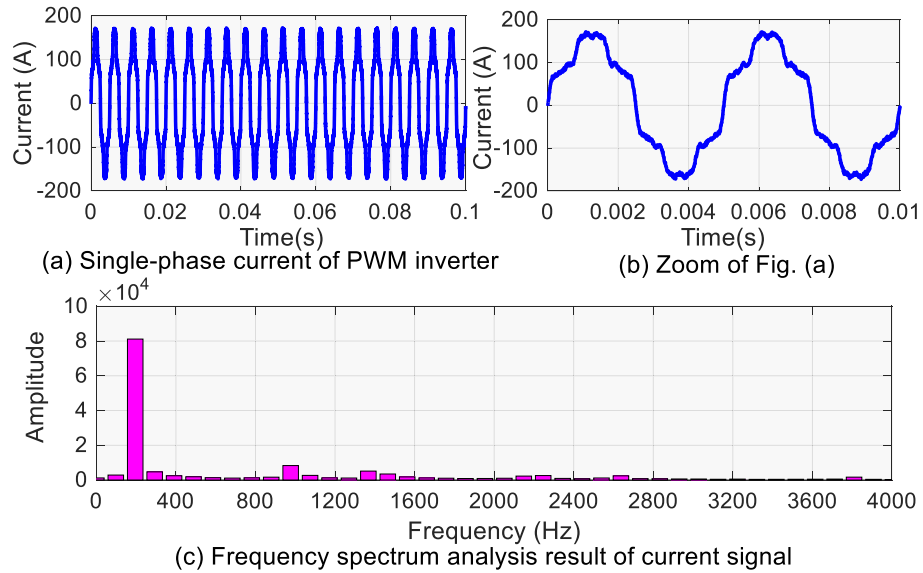 200
100
0
-100
-200
Current (A)
0 0.02 0.04 0.06 0.08 0.1
Time(s)
(a) Single-phase current of PWM inverter
200
100
0
-100
-200
Current (A)
0 0.002 0.004 0.006 0.008 0.01
Time(s)
(b) Zoom of Fig. (a)
×10⁴
10
8
6
4
2
0
Amplitude
0 400 800 1200 1600 2000 2400 2800 3200 3600 4000
Frequency (Hz)
(c) Frequency spectrum analysis result of current signal